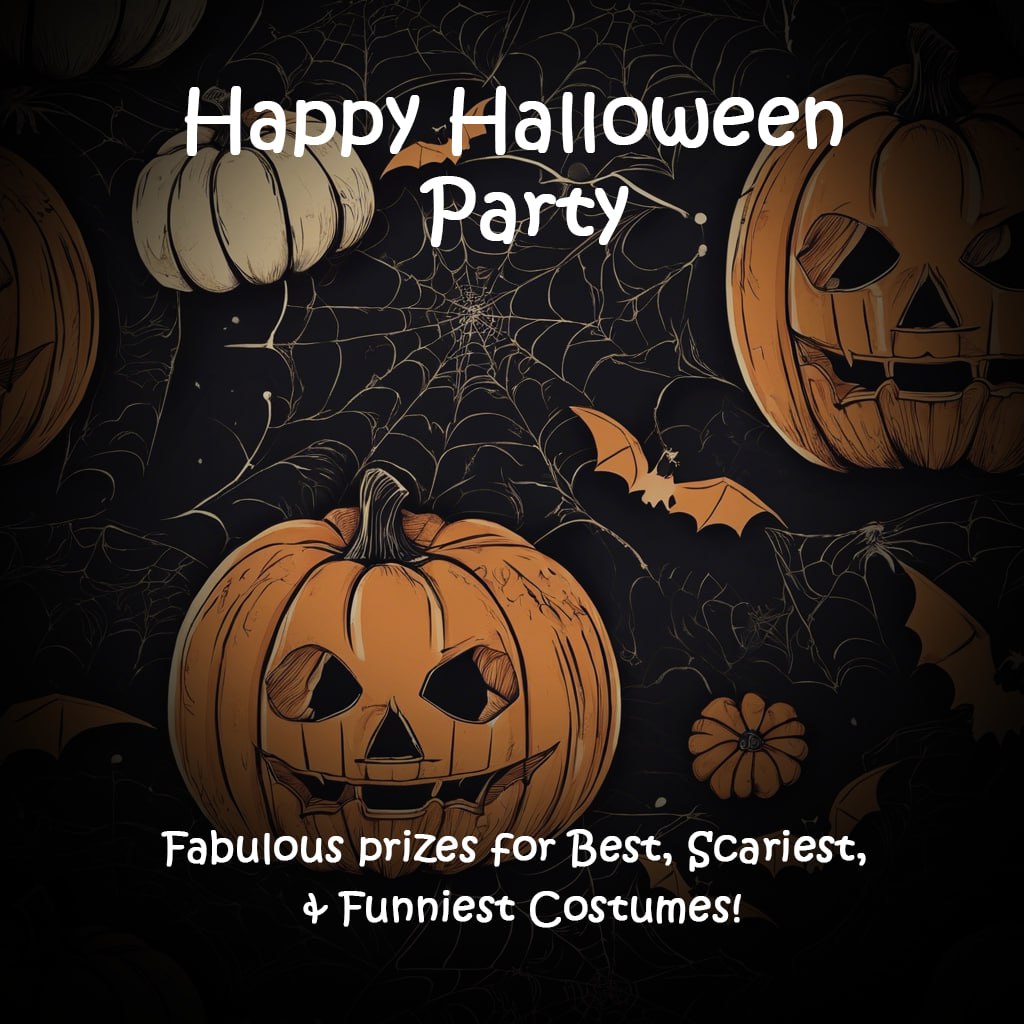 Happy Halloween
Party
Fabulous prizes for Best, Scariest,
& Funniest Costumes!